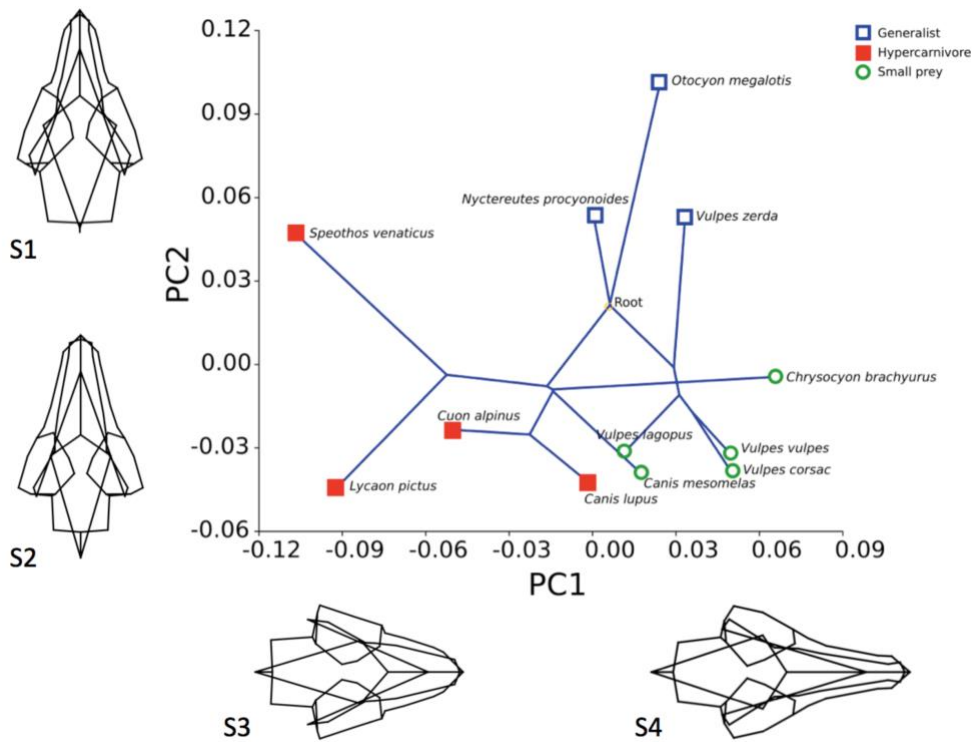 0.12
Generalist
Hypercarnivore
Small prey
Otocyon megalotis
0.09
Nyctereutes procyonoides
0.06
Vulpes zerda
S1
Speothos venaticus
PC2
0.03
Root
0.00
Chrysocyon brachyurus
Cuon alpinus
-0.03
Vulpes lagopus
Vulpes vulpes
Vulpes corsac
Lycaon pictus
Canis mesomelas
Canis lupus
-0.06
S2
-0.12 -0.09 -0.06 -0.03 0.00 0.03 0.06 0.09
PC1
S3 S4